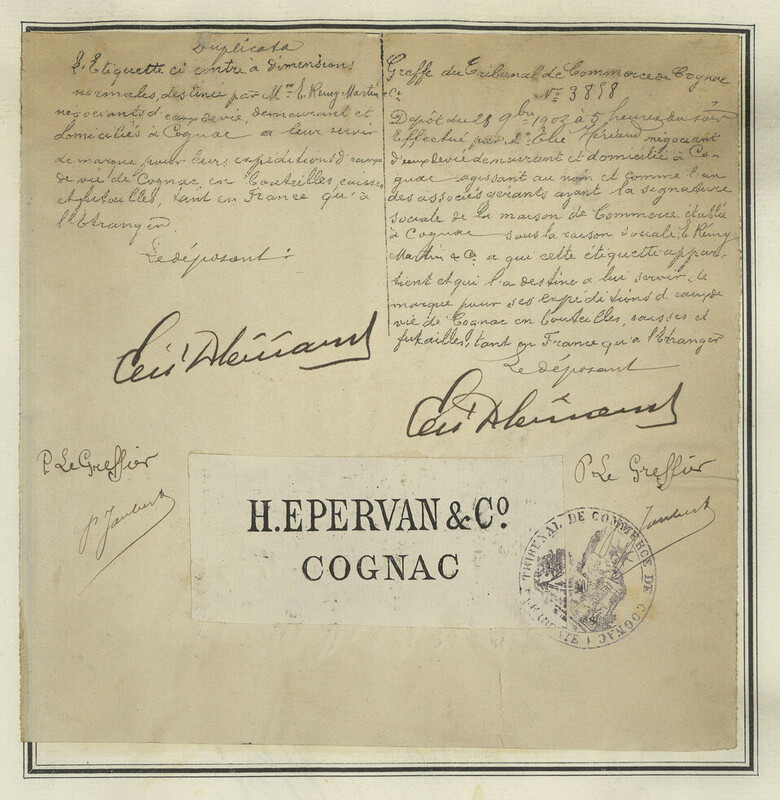 Duplicata
L'Etiquette ci contre à dimensions
normales, destinée par Mrs E. Remy Martin &
Co
négociants d'eaux de vie, demeurant et
domiciliés à Cognac a leur servir
de marque pour leurs expéditions d'eaux
de vie de Cognac en bouteilles, caisses
et futailles, tant en France qu'à
l'Etranger.
Le déposant :
P. Le Greffier
Greffe du Tribunal de Commerce de Cognac
No 3858
Dépôt du 28 9bre 1902 à 5 heures du soir
Effectué par Mr Elie négociant
d'eaux de vie demeurant et domicilié à Co-
gnac agissant au nom et comme l'un
des associés gérants ayant la signature
sociale de la maison de Commerce établie
à Cognac sous la raison sociale E. Remy
Martin & Co a qui cette étiquette appar-
tient et qui l'a destine a lui servir de
marque pour ses expéditions d'eaux de
vie de Cognac en bouteilles, caisses et
futailles, tant en France qu'a l'Etranger
Le déposant
P. Le Greffier
H. EPERVAN & Co.
COGNAC
TRIBUNAL DE COMMERCE DE COGNAC